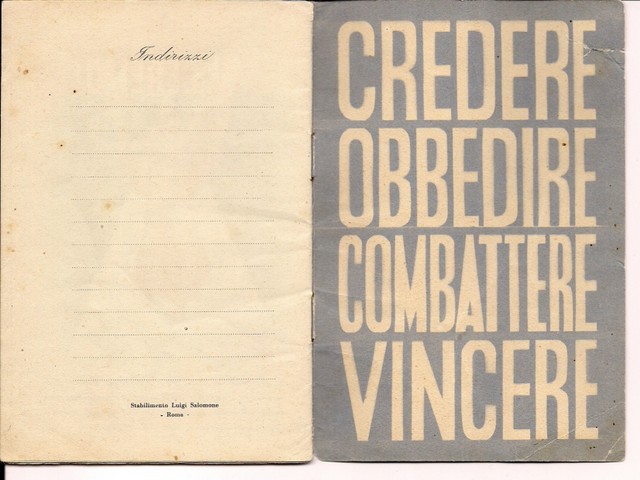 Indirizzi
Stabilimento Luigi Salomone
- Roma -
CREDERE
OBBEDIRE
COMBATTERE
VINCERE